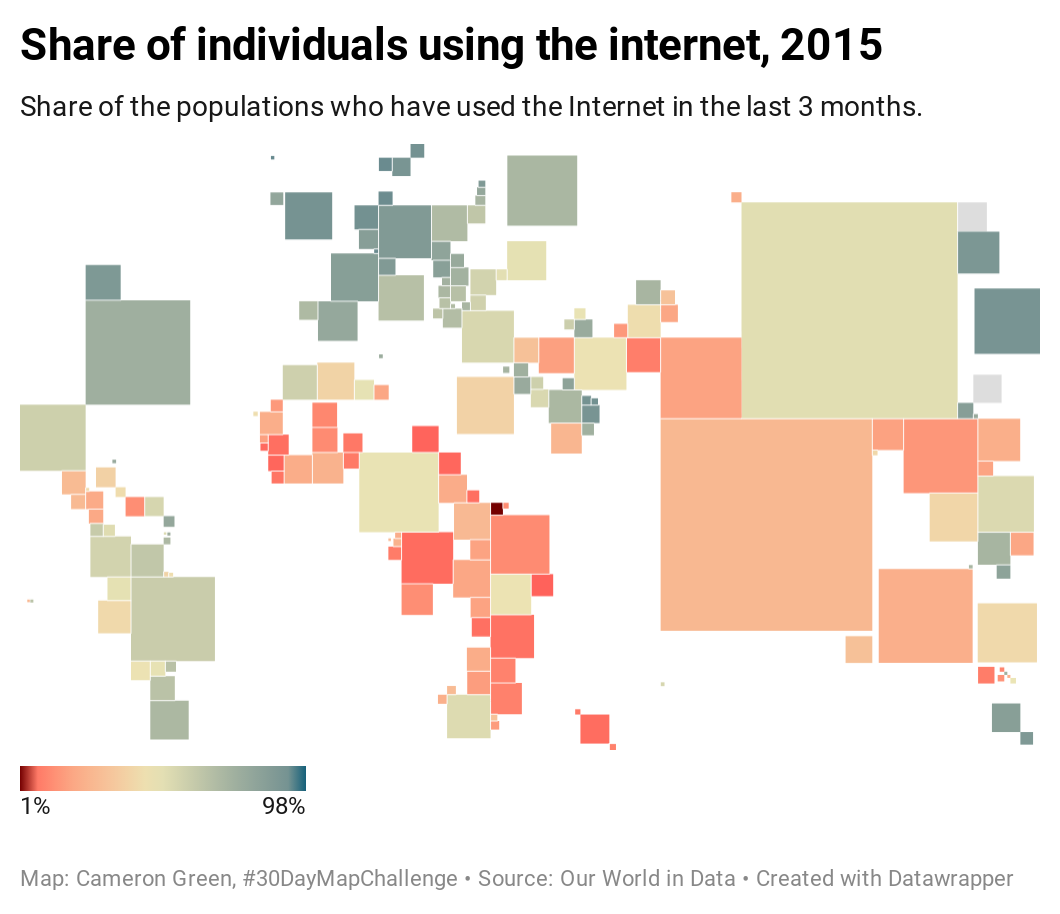 Share of individuals using the internet, 2015
Share of the populations who have used the Internet in the last 3 months.
1% 98%
Map: Cameron Green, #30DayMapChallenge • Source: Our World in Data • Created with Datawrapper